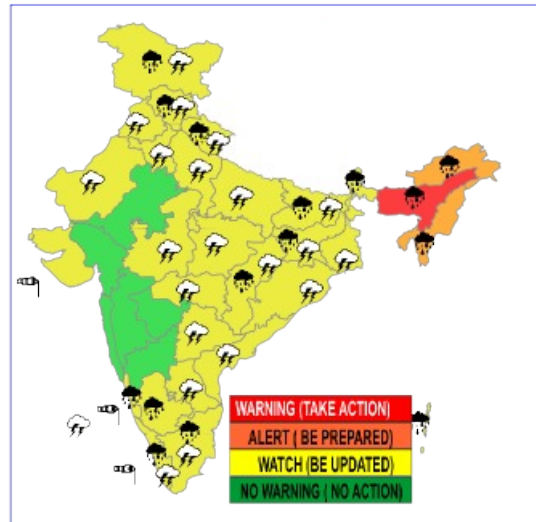 WARNING (TAKE ACTION)
ALERT ( BE PREPARED)
WATCH (BE UPDATED)
NO WARNING ( NO ACTION)